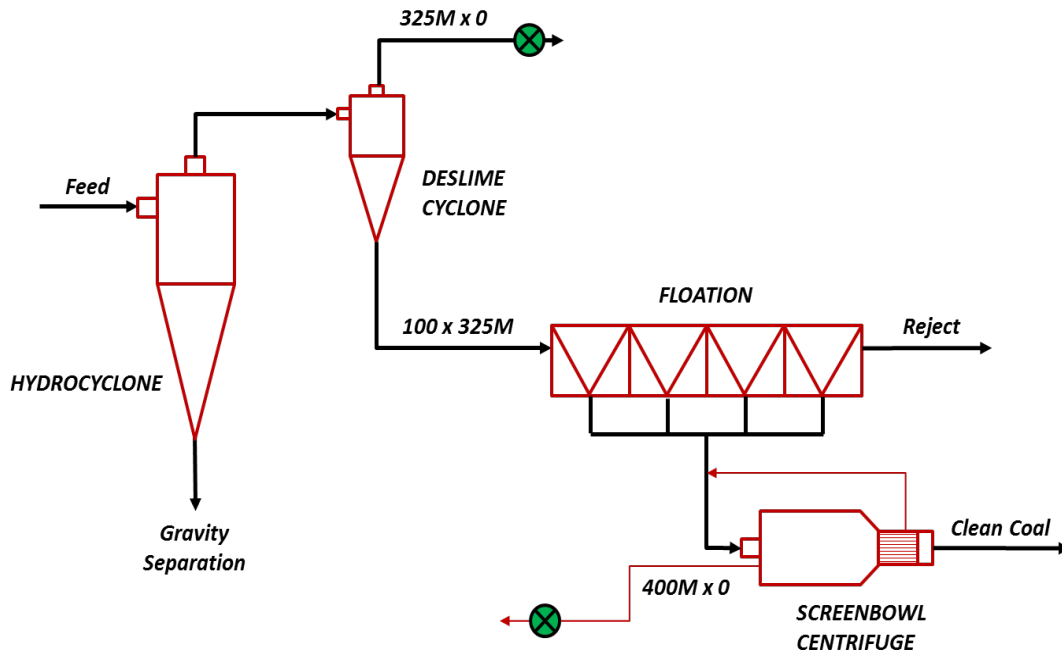 325M x 0
Feed
DESLIME
CYCLONE
FLOATION
100 x 325M
Reject
HYDROCYCLONE
Gravity
Separation
Clean Coal
400M x 0
SCREENBOWL
CENTRIFUGE